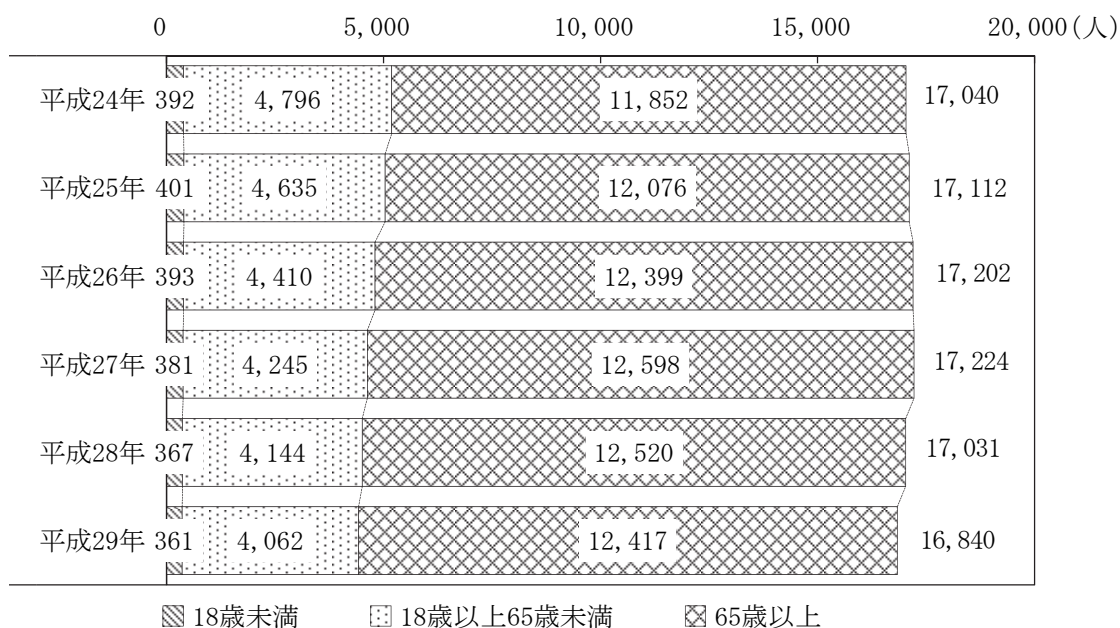 0 5,000 10,000 15,000 20,000(人)
平成24年 392 4,796 11,852 17,040
平成25年 401 4,635 12,076 17,112
平成26年 393 4,410 12,399 17,202
平成27年 381 4,245 12,598 17,224
平成28年 367 4,144 12,520 17,031
平成29年 361 4,062 12,417 16,840
18歳未満 18歳以上65歳未満 65歳以上